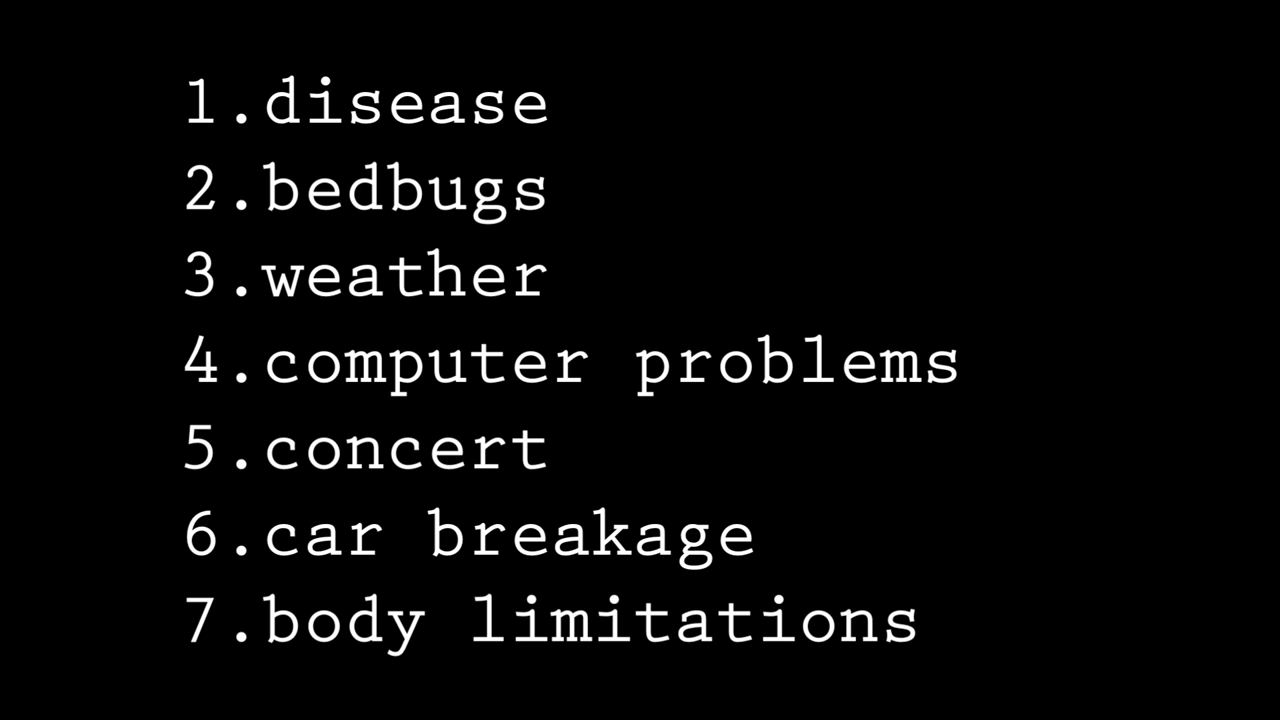 1.disease
2.bedbugs
3.weather
4.computer problems
5.concert
6.car breakage
7.body limitations